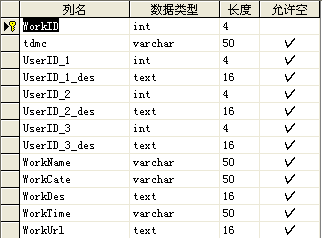 列名 数据类型 长度 允许空
WorkID int 4
tdmc varchar 50 ✓
UserID_1 int 4 ✓
UserID_1_des text 16 ✓
UserID_2 int 4 ✓
UserID_2_des text 16 ✓
UserID_3 int 4 ✓
UserID_3_des text 16 ✓
WorkName varchar 50 ✓
WorkCate varchar 50 ✓
WorkDes text 16 ✓
WorkTime varchar 50 ✓
WorkUrl text 16 ✓